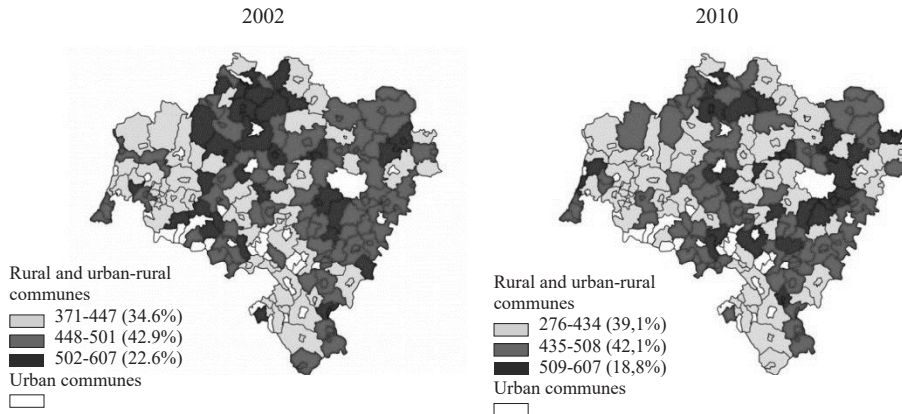 2002
2010
Rural and urban-rural
communes
371-447 (34.6%)
448-501 (42.9%)
502-607 (22.6%)
Urban communes
Rural and urban-rural
communes
276-434 (39,1%)
435-508 (42,1%)
509-607 (18,8%)
Urban communes